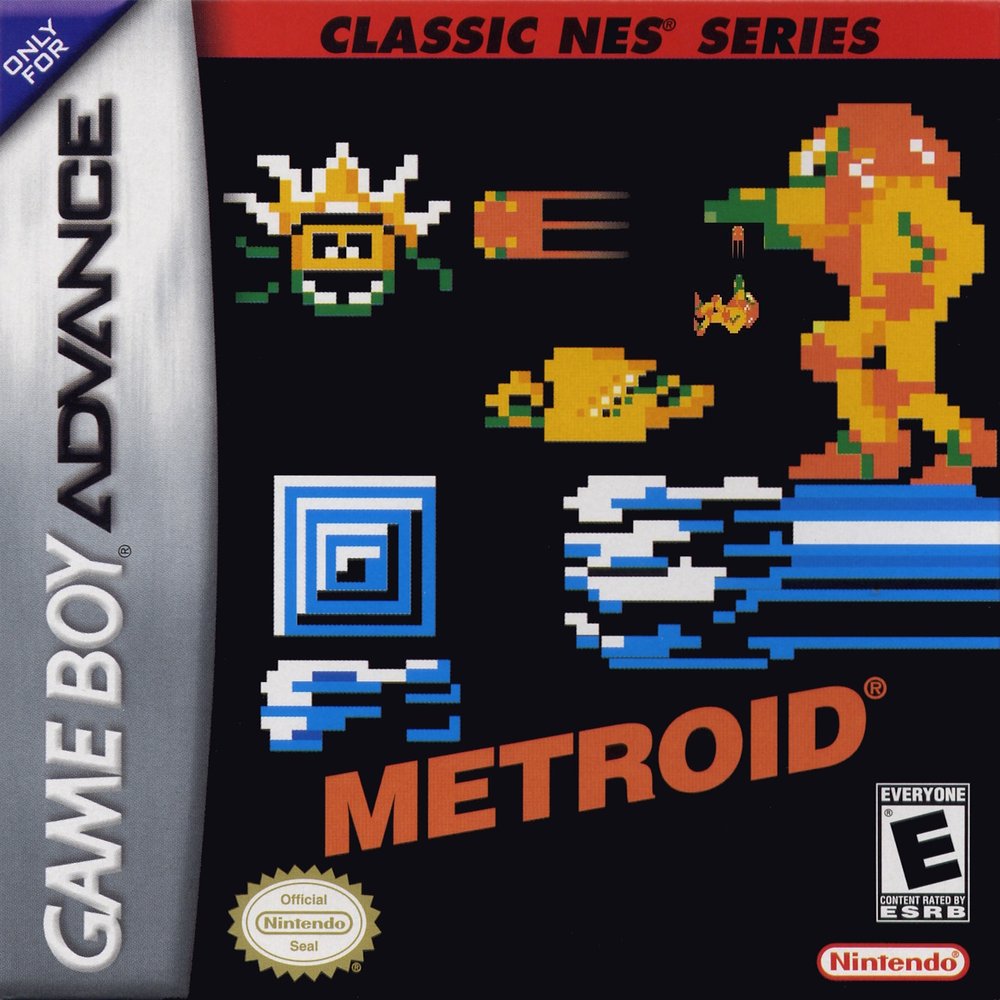 ONLY
FOR
GAME BOY ADVANCE®
CLASSIC NES® SERIES
METROID®
EVERYONE
®
E
CONTENT RATED BY
ESRB
Official
Nintendo
Seal
®
Nintendo®